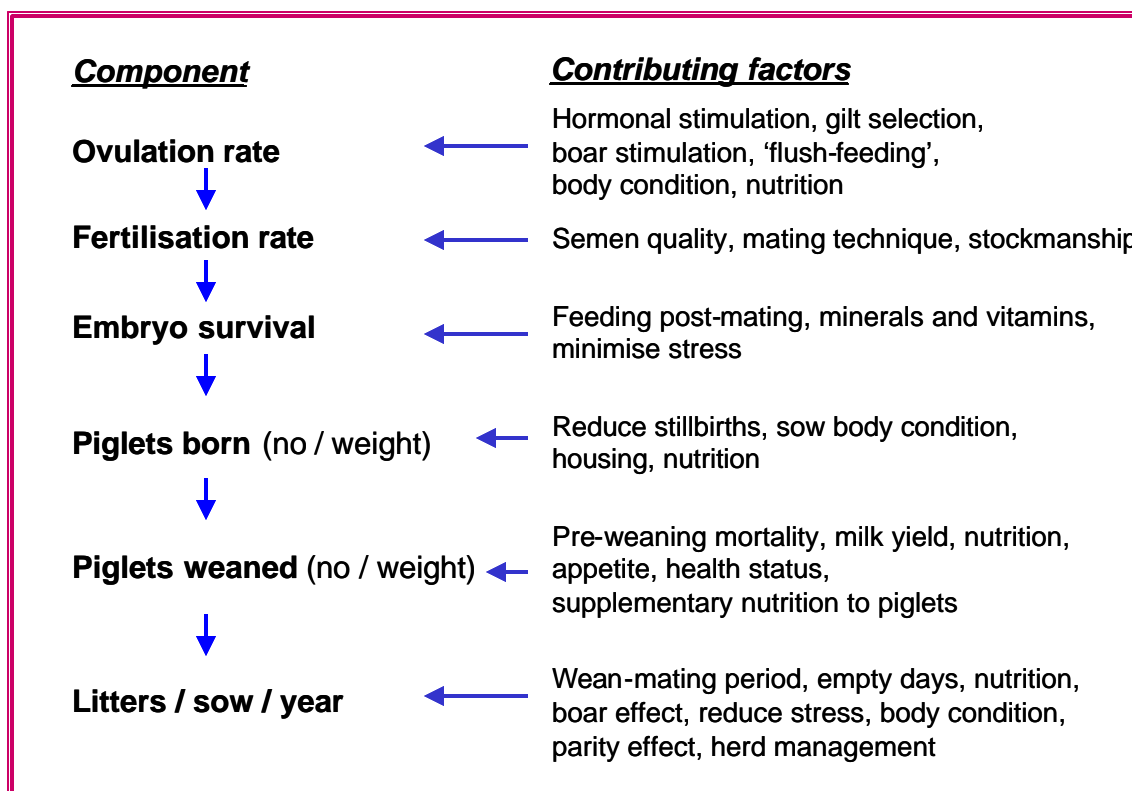 Component
Contributing factors
Ovulation rate
Hormonal stimulation, gilt selection,
boar stimulation, ‘flush-feeding’,
body condition, nutrition
Fertilisation rate
Semen quality, mating technique, stockmanship
Embryo survival
Feeding post-mating, minerals and vitamins,
minimise stress
Piglets born (no / weight)
Reduce stillbirths, sow body condition,
housing, nutrition
Piglets weaned (no / weight)
Pre-weaning mortality, milk yield, nutrition,
appetite, health status,
supplementary nutrition to piglets
Litters / sow / year
Wean-mating period, empty days, nutrition,
boar effect, reduce stress, body condition,
parity effect, herd management